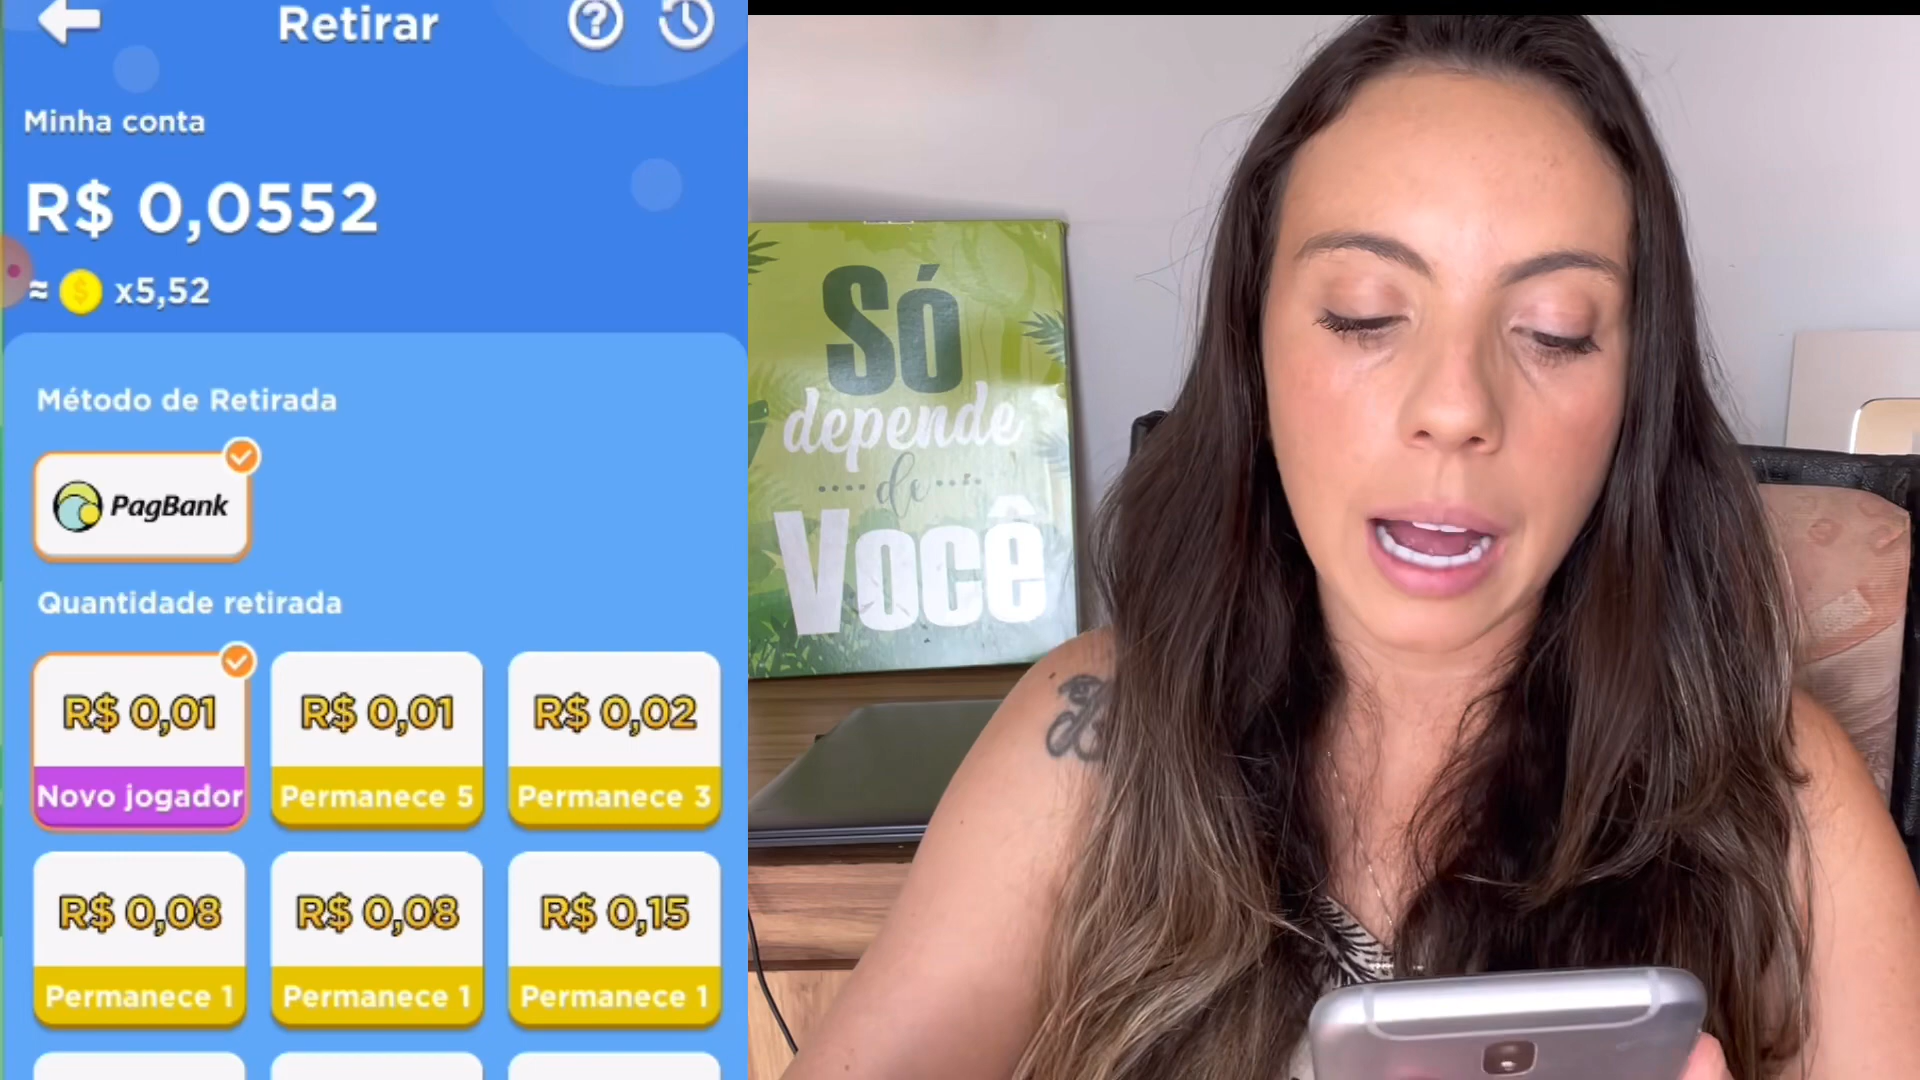 Retirar
Minha conta
R$ 0,0552
≈ $ x5,52
Método de Retirada
PagBank
Quantidade retirada
R$ 0,01
Novo jogador
R$ 0,01
Permanece 5
R$ 0,02
Permanece 3
R$ 0,08
Permanece 1
R$ 0,08
Permanece 1
R$ 0,15
Permanece 1
Só
depende
de
Você